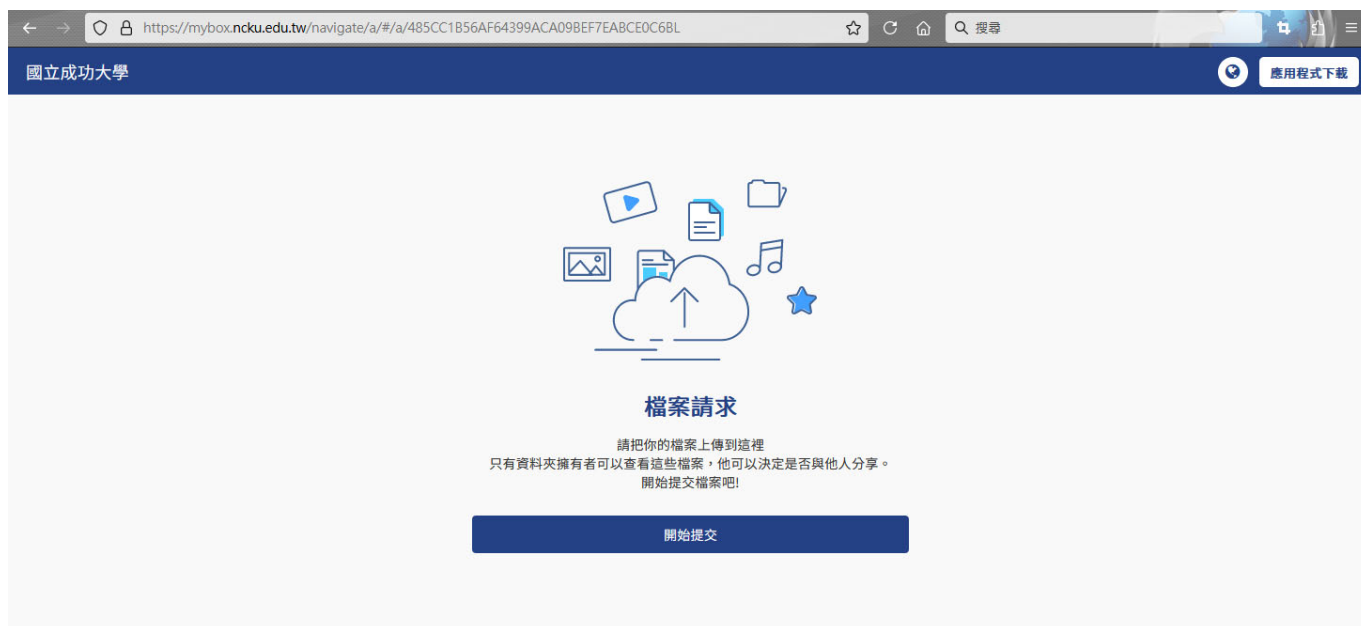 https://mybox.ncku.edu.tw/navigate/a/#/a/485CC1B56AF64399ACA09BEF7EABCE0C6BL
搜尋
國立成功大學
應用程式下載
檔案請求
請把你的檔案上傳到這裡
只有資料夾擁有者可以查看這些檔案，他可以決定是否與他人分享。
開始提交檔案吧!
開始提交